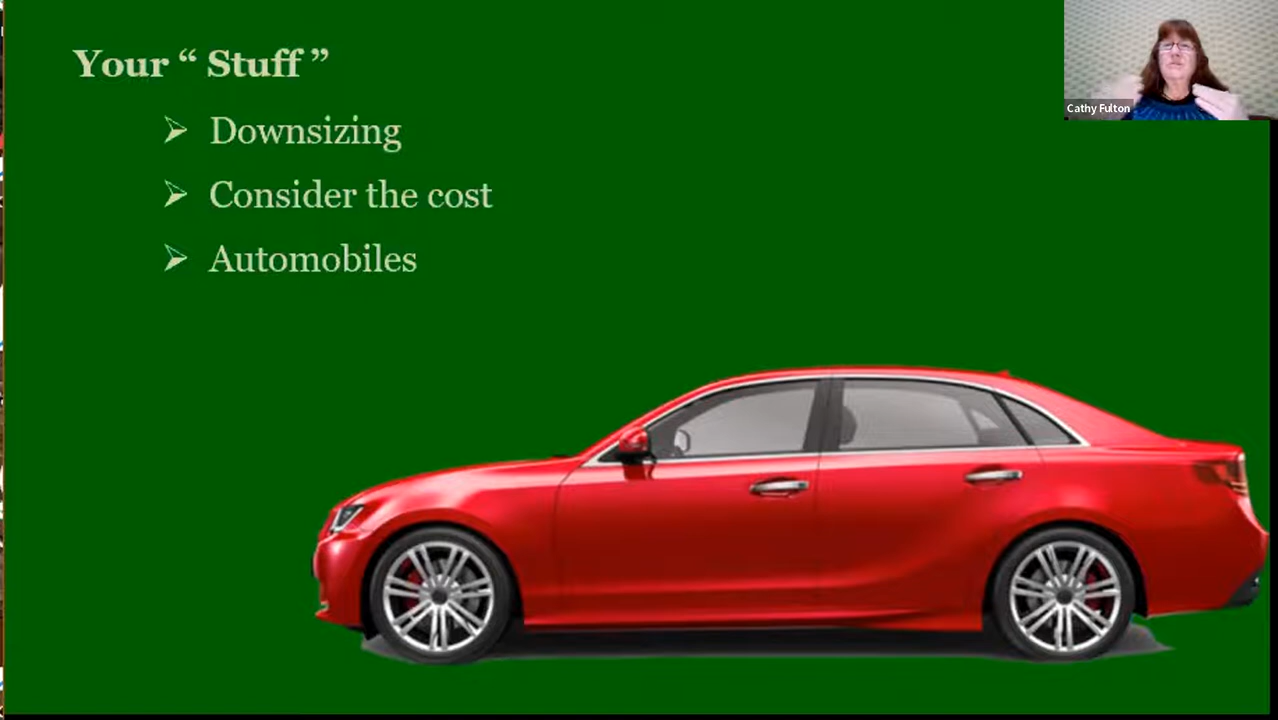 Your “ Stuff ”
➢ Downsizing
➢ Consider the cost
➢ Automobiles
Cathy Fulton